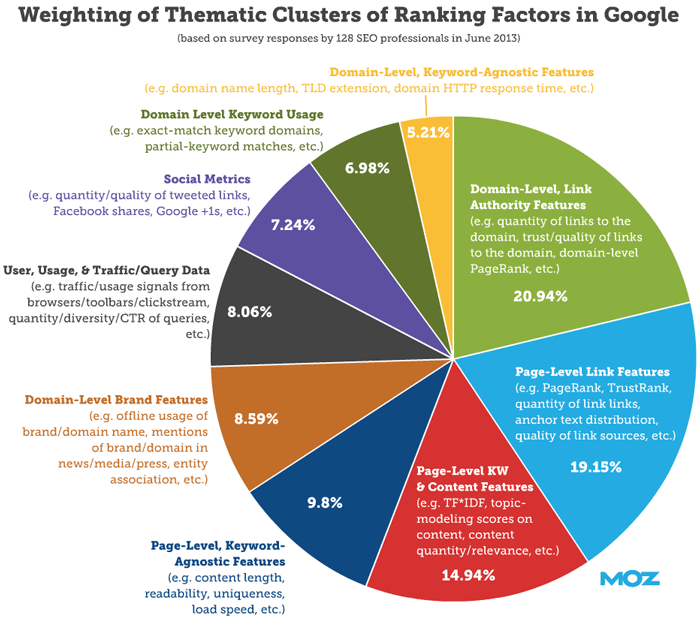 Weighting of Thematic Clusters of Ranking Factors in Google
(based on survey responses by 128 SEO professionals in June 2013)
Domain-Level, Keyword-Agnostic Features
(e.g. domain name length, TLD extension, domain HTTP response time, etc.)
5.21%
Domain Level Keyword Usage
(e.g. exact-match keyword domains,
partial-keyword matches, etc.)
6.98%
Social Metrics
(e.g. quantity/quality of tweeted links,
Facebook shares, Google +1s, etc.)
7.24%
User, Usage, & Traffic/Query Data
(e.g. traffic/usage signals from
browsers/toolbars/clickstream,
quantity/diversity/CTR of queries,
etc.)
8.06%
Domain-Level Brand Features
(e.g. offline usage of
brand/domain name, mentions
of brand/domain in
news/media/press, entity
association, etc.)
8.59%
Page-Level, Keyword-
Agnostic Features
(e.g. content length,
readability, uniqueness,
load speed, etc.)
9.8%
Domain-Level, Link
Authority Features
(e.g. quantity of links to the
domain, trust/quality of links
to the domain, domain-level
PageRank, etc.)
20.94%
Page-Level Link Features
(e.g. PageRank, TrustRank,
quantity of link links,
anchor text distribution,
quality of link sources, etc.)
19.15%
Page-Level KW
& Content Features
(e.g. TF*IDF, topic-
modeling scores on
content, content
quantity/relevance, etc.)
14.94%
MOZ